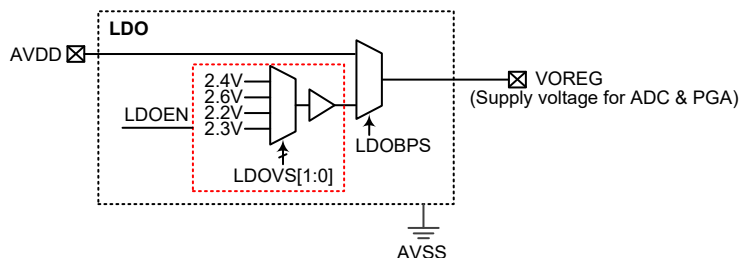 LDO
AVDD
2.4V
2.6V
2.2V
2.3V
LDOEN
LDOVS[1:0]
LDOBPS
VOREG
(Supply voltage for ADC & PGA)
AVSS